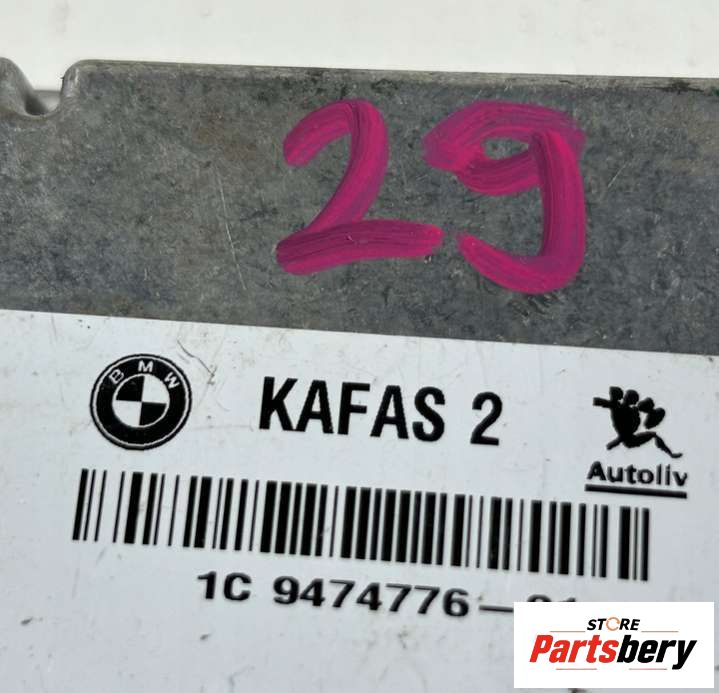 29
BMW
KAFAS 2
Autoliv
1C 9474776-
STORE
Partsbery